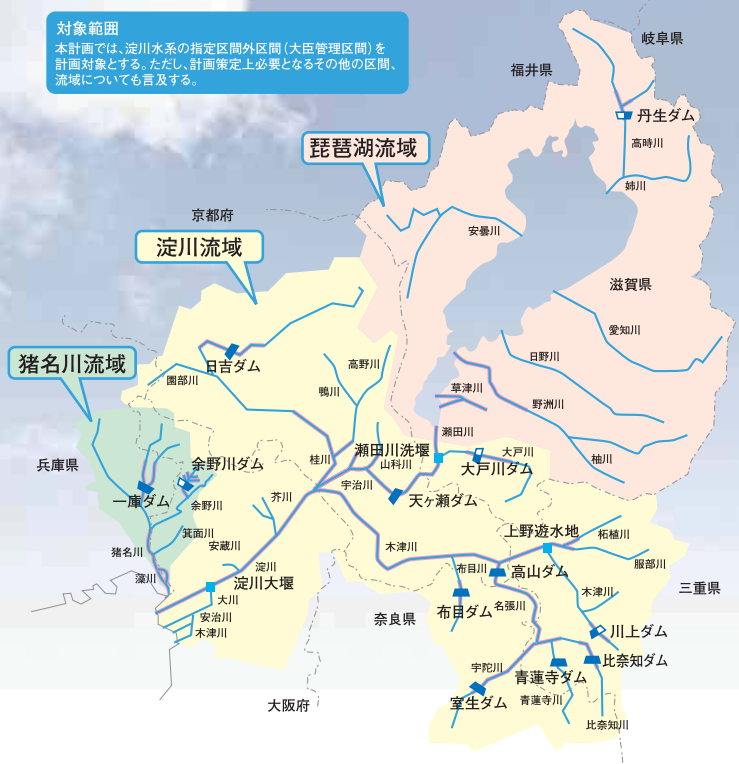 対象範囲
本計画では、淀川水系の指定区間外区間（大臣管理区間）を
計画対象とする。ただし、計画策定上必要となるその他の区間、
流域についても言及する。
岐阜県
福井県
丹生ダム
高時川
琵琶湖流域
姉川
京都府
安曇川
淀川流域
滋賀県
愛知川
日野川
猪名川流域
日吉ダム
高野川
園部川
鴨川
草津川
野洲川
瀬田川
瀬田川洗堰
大戸川
杣川
兵庫県
余野川ダム
桂川
山科川
大戸川ダム
宇治川
一庫ダム
天ヶ瀬ダム
余野川
芥川
上野遊水地
柘植川
箕面川
安蔵川
木津川
猪名川
服部川
淀川
布目川
高山ダム
藻川
淀川大堰
三重県
大川
木津川
名張川
布目ダム
安治川
奈良県
川上ダム
木津川
比奈知ダム
宇陀川
青蓮寺ダム
室生ダム
青蓮寺川
大阪府
比奈知川